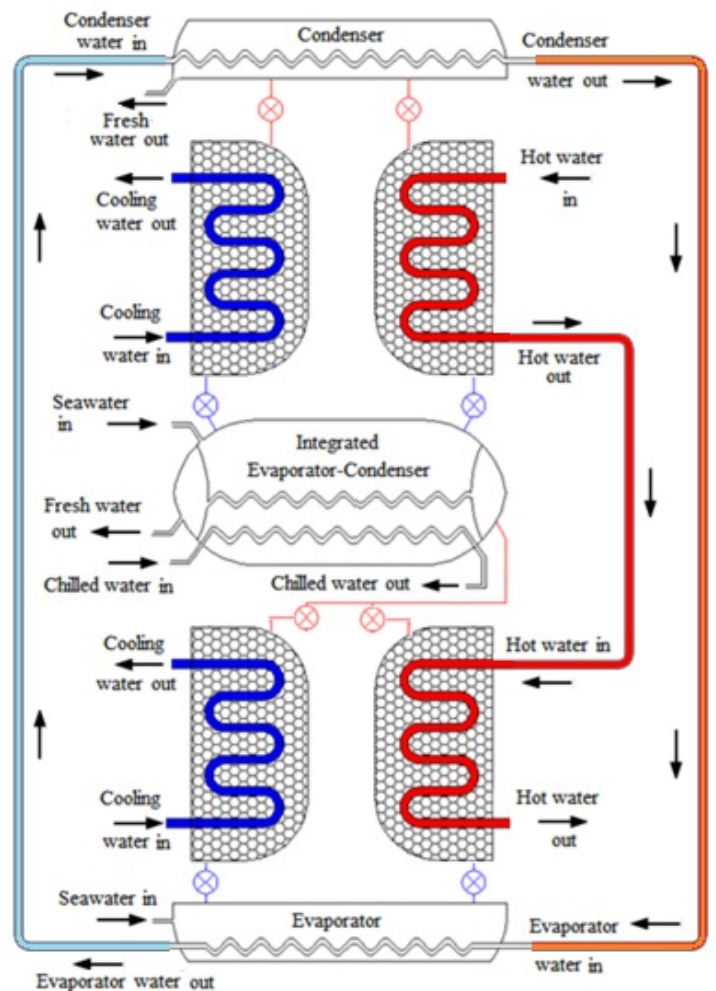 Condenser
water in
Condenser
Condenser
water out
Fresh
water out
Hot water
in
Cooling
water out
Cooling
water in
Hot water
out
Seawater
in
Integrated
Evaporator-Condenser
Fresh water
out
Chilled water in
Chilled water out
Cooling
water out
Hot water in
Cooling
water in
Hot water
out
Seawater in
Evaporator
Evaporator
water in
Evaporator water out